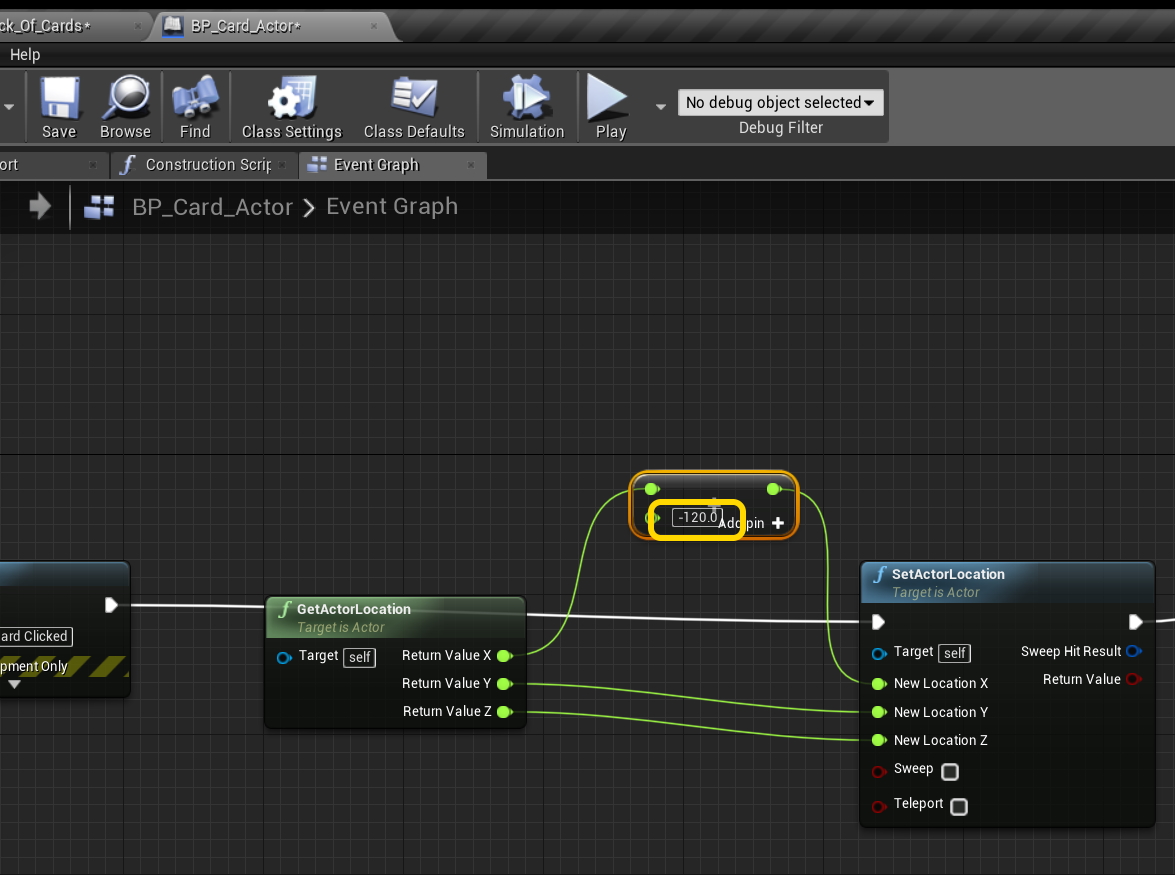 ck_Of_Cards*
BP_Card_Actor*
Help
Save
Browse
Find
Class Settings
Class Defaults
Simulation
Play
No debug object selected
Debug Filter
ort
Construction Scrip
Event Graph
BP_Card_Actor > Event Graph
-120.0
Add pin +
SetActorLocation
Target is Actor
GetActorLocation
Target is Actor
ard Clicked
pment Only
Target self
Return Value X
Return Value Y
Return Value Z
Target self
Sweep Hit Result
New Location X
Return Value
New Location Y
New Location Z
Sweep
Teleport